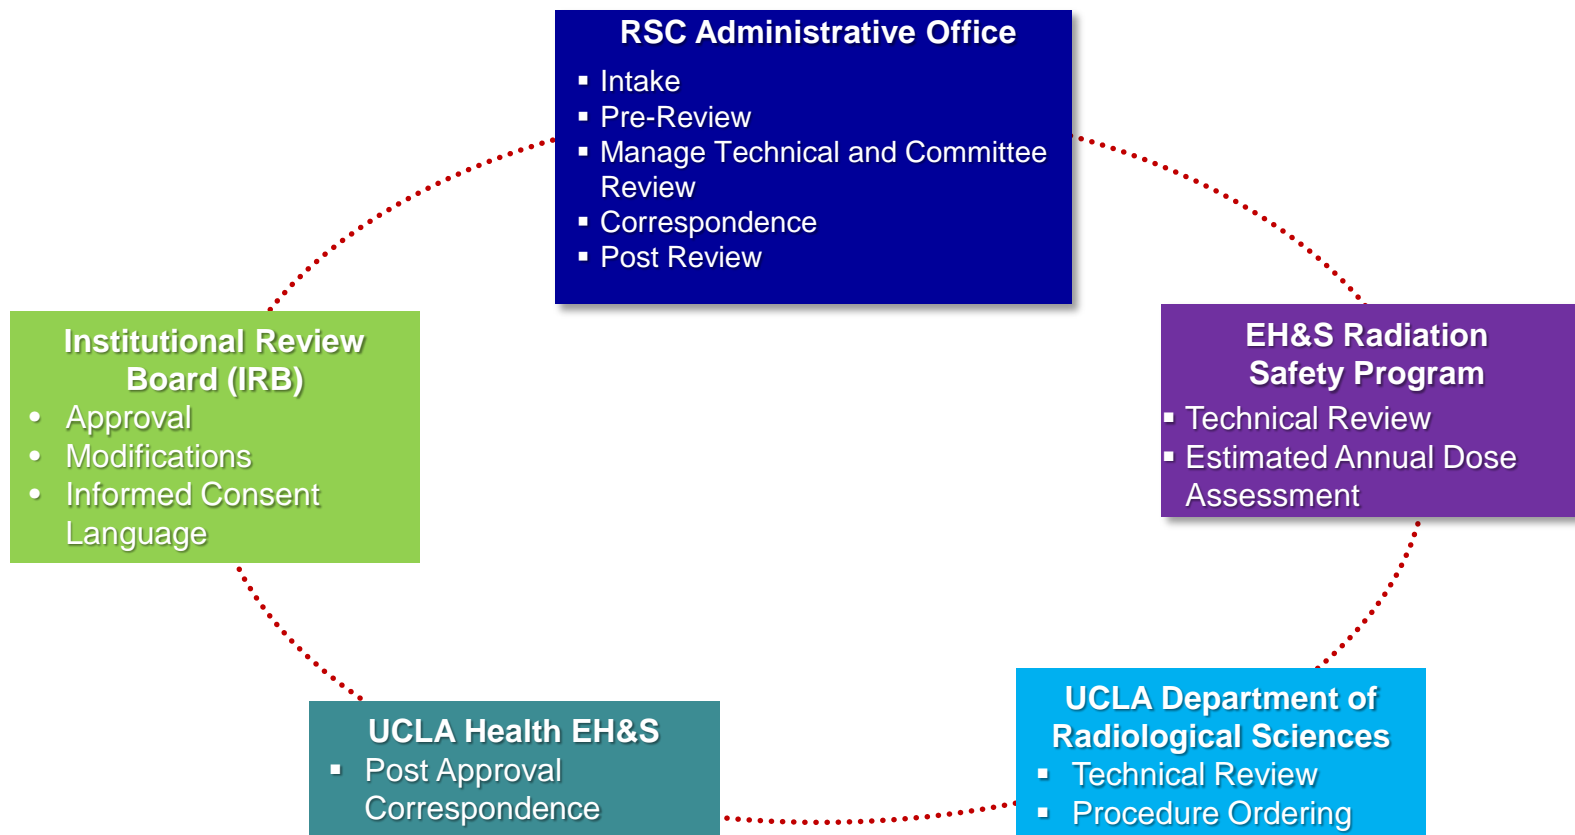 RSC Administrative Office
▪ Intake
▪ Pre-Review
▪ Manage Technical and Committee
Review
▪ Correspondence
▪ Post Review
Institutional Review
Board (IRB)
• Approval
• Modifications
• Informed Consent
Language
EH&S Radiation
Safety Program
▪ Technical Review
▪ Estimated Annual Dose
Assessment
UCLA Health EH&S
▪ Post Approval
Correspondence
UCLA Department of
Radiological Sciences
▪ Technical Review
▪ Procedure Ordering